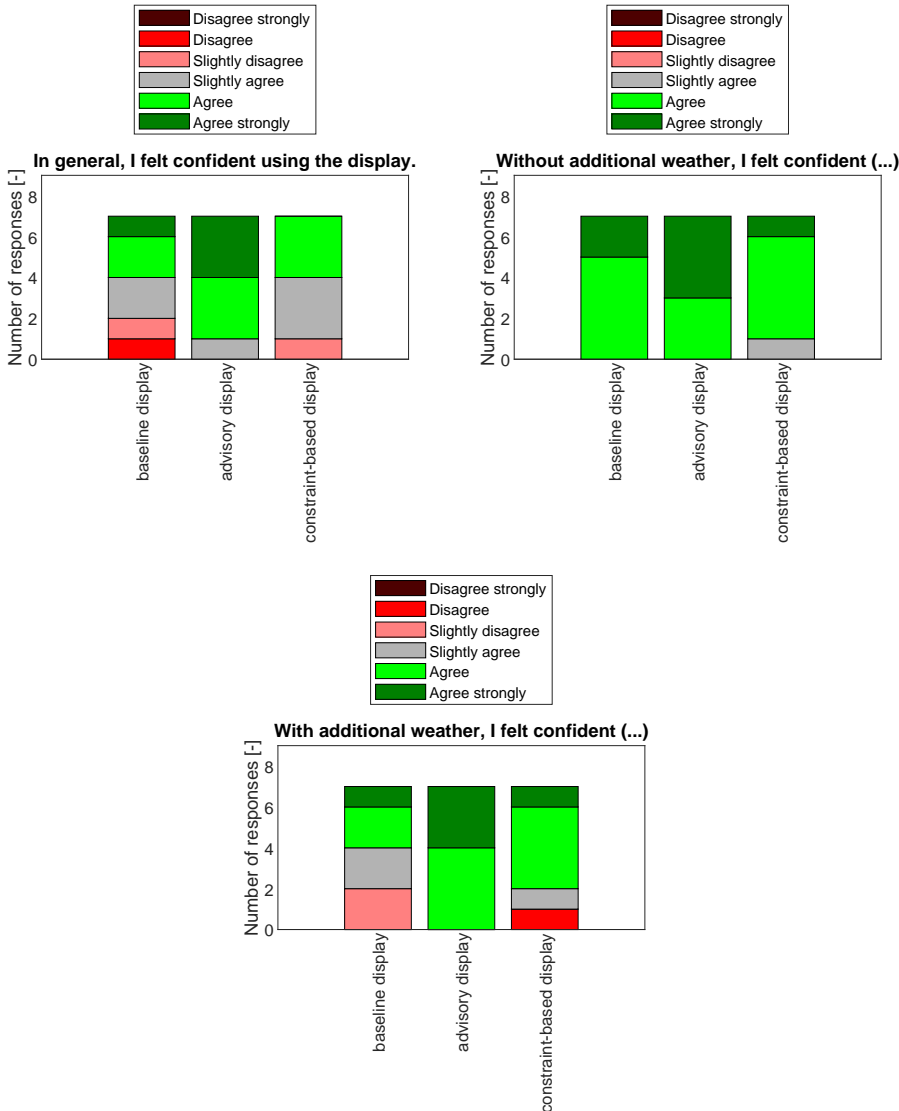 Disagree strongly
Disagree
Slightly disagree
Slightly agree
Agree
Agree strongly
In general, I felt confident using the display.
Number of responses [-]
8
6
4
2
0
baseline display
advisory display
constraint-based display
Disagree strongly
Disagree
Slightly disagree
Slightly agree
Agree
Agree strongly
Without additional weather, I felt confident (...)
Number of responses [-]
8
6
4
2
0
baseline display
advisory display
constraint-based display
Disagree strongly
Disagree
Slightly disagree
Slightly agree
Agree
Agree strongly
With additional weather, I felt confident (...)
Number of responses [-]
8
6
4
2
0
baseline display
advisory display
constraint-based display